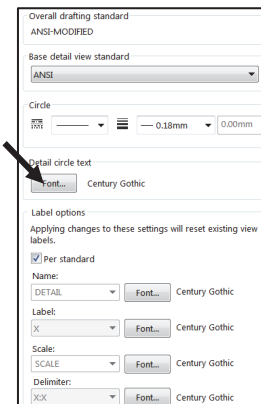 Overall drafting standard
ANSI-MODIFIED
Base detail view standard
ANSI
Circle
0.18mm 0.00mm
Detail circle text
Font... Century Gothic
Label options
Applying changes to these settings will reset existing view
labels.
Per standard
Name:
DETAIL Font... Century Gothic
Label:
X Font... Century Gothic
Scale:
SCALE Font... Century Gothic
Delimiter:
X:X Font... Century Gothic